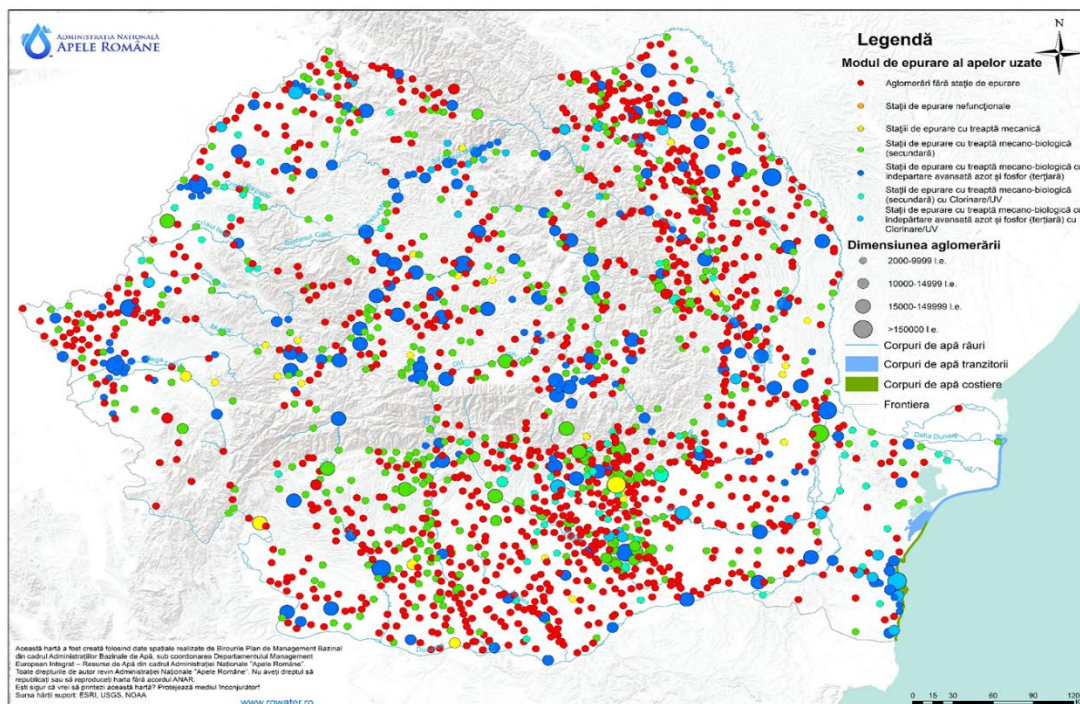 ADMINISTRAȚIA NAȚIONALĂ
APELE ROMÂNE
N
Legendă
Modul de epurare al apelor uzate
Aglomerări fără stație de epurare
Stații de epurare nefuncționale
Stații de epurare cu treaptă mecanică
Stații de epurare cu treaptă mecano-biologică
(secundară)
Stații de epurare cu treaptă mecano-biologică cu
îndepartare avansată azot și fosfor (terțiară)
Stații de epurare cu treaptă mecano-biologică
(secundară) cu Clorinare/UV
Stații de epurare cu treaptă mecano-biologică cu
îndepărtare avansată azot și fosfor (terțiară) cu
Clorinare/UV
Dimensiunea aglomerării
2000-9999 l.e.
10000-14999 l.e.
15000-149999 l.e.
>150000 l.e.
Corpuri de apă râuri
Corpuri de apă tranzitorii
Corpuri de apă costiere
Frontiera
Prut
Someșul Cald
Olt
Delta Dunării
Această hartă a fost creată folosind date spațiale realizate de Birourile Plan de Management Bazinal
din cadrul Administrațiilor Bazinale de Apă, sub coordonarea Departamentului Management
European Integrat – Resurse de Apă din cadrul Administrației Naționale "Apele Române".
Toate drepturile de autor revin Administrației Naționale "Apele Române". Nu aveți dreptul să
republicați sau să reproduceți harta fără acordul ANAR.
Ești sigur că vrei să printezi această hartă? Protejează mediul înconjurător!
Sursa hărții suport: ESRI, USGS, NOAA
www.rowater.ro
0 15 30 60 90 120